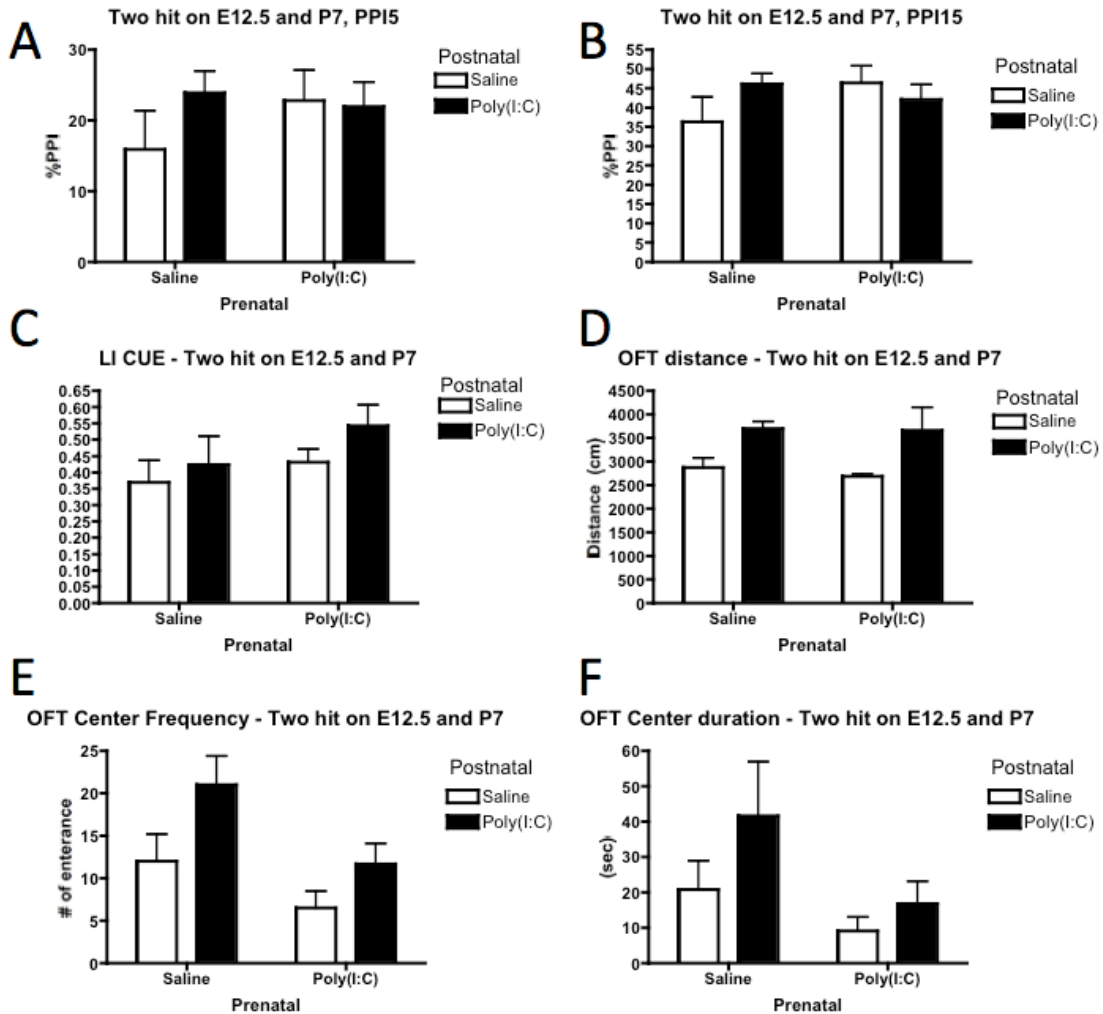 A
Two hit on E12.5 and P7, PPI5
Postnatal
Saline
Poly(I:C)
%PPI
30
20
10
0
Saline
Poly(I:C)
Prenatal
B
Two hit on E12.5 and P7, PPI15
Postnatal
Saline
Poly(I:C)
%PPI
55
50
45
40
35
30
25
20
15
10
5
0
Saline
Poly(I:C)
Prenatal
C
LI CUE - Two hit on E12.5 and P7
Postnatal
Saline
Poly(I:C)
0.65
0.60
0.55
0.50
0.45
0.40
0.35
0.30
0.25
0.20
0.15
0.10
0.05
0.00
Saline
Poly(I:C)
Prenatal
D
OFT distance - Two hit on E12.5 and P7
Postnatal
Saline
Poly(I:C)
Distance (cm)
4500
4000
3500
3000
2500
2000
1500
1000
500
0
Saline
Poly(I:C)
Prenatal
E
OFT Center Frequency - Two hit on E12.5 and P7
Postnatal
Saline
Poly(I:C)
# of enterance
25
20
15
10
5
0
Saline
Poly(I:C)
Prenatal
F
OFT Center duration - Two hit on E12.5 and P7
Postnatal
Saline
Poly(I:C)
(sec)
60
50
40
30
20
10
0
Saline
Poly(I:C)
Prenatal